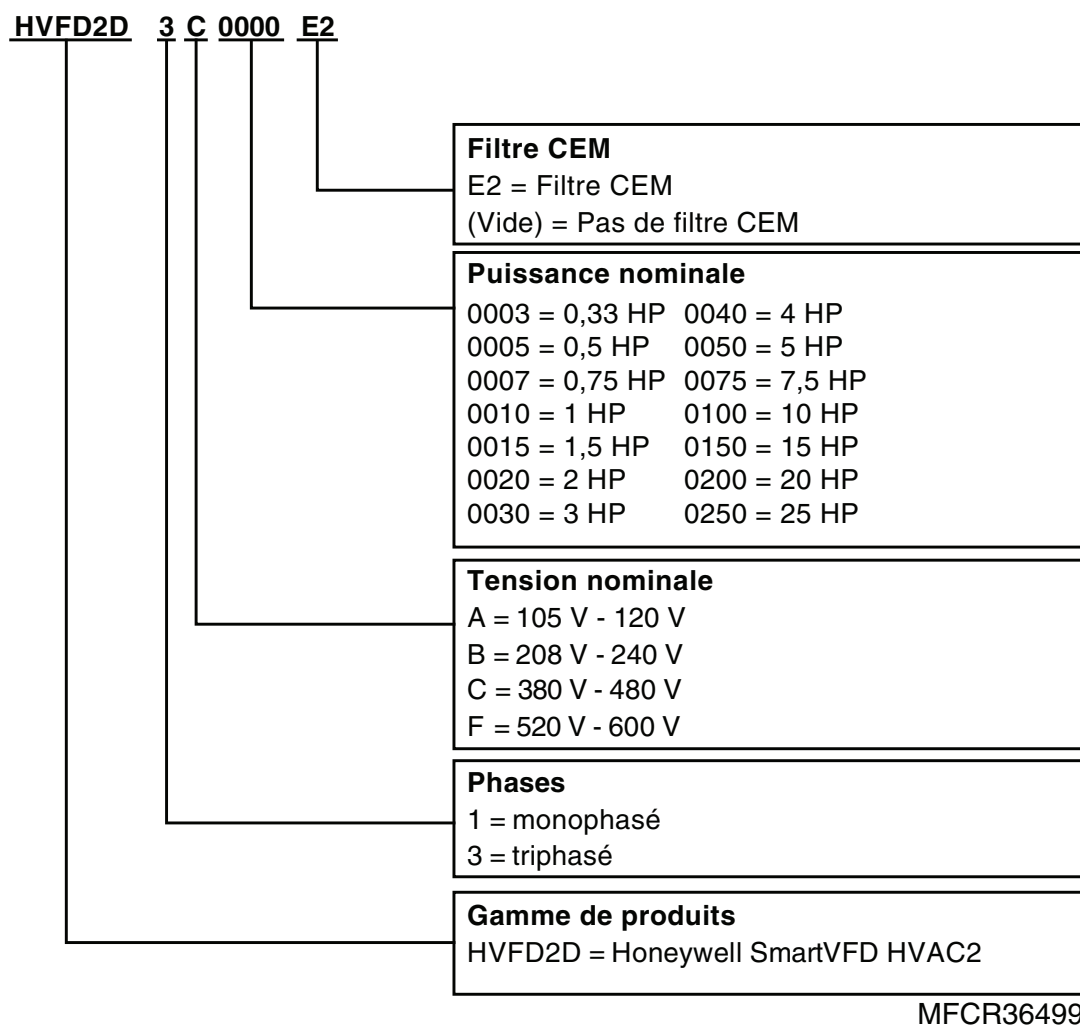 HVFD2D 3 C 0000 E2
Filtre CEM
E2 = Filtre CEM
(Vide) = Pas de filtre CEM
Puissance nominale
0003 = 0,33 HP 0040 = 4 HP
0005 = 0,5 HP 0050 = 5 HP
0007 = 0,75 HP 0075 = 7,5 HP
0010 = 1 HP 0100 = 10 HP
0015 = 1,5 HP 0150 = 15 HP
0020 = 2 HP 0200 = 20 HP
0030 = 3 HP 0250 = 25 HP
Tension nominale
A = 105 V - 120 V
B = 208 V - 240 V
C = 380 V - 480 V
F = 520 V - 600 V
Phases
1 = monophasé
3 = triphasé
Gamme de produits
HVFD2D = Honeywell SmartVFD HVAC2
MFCR36499